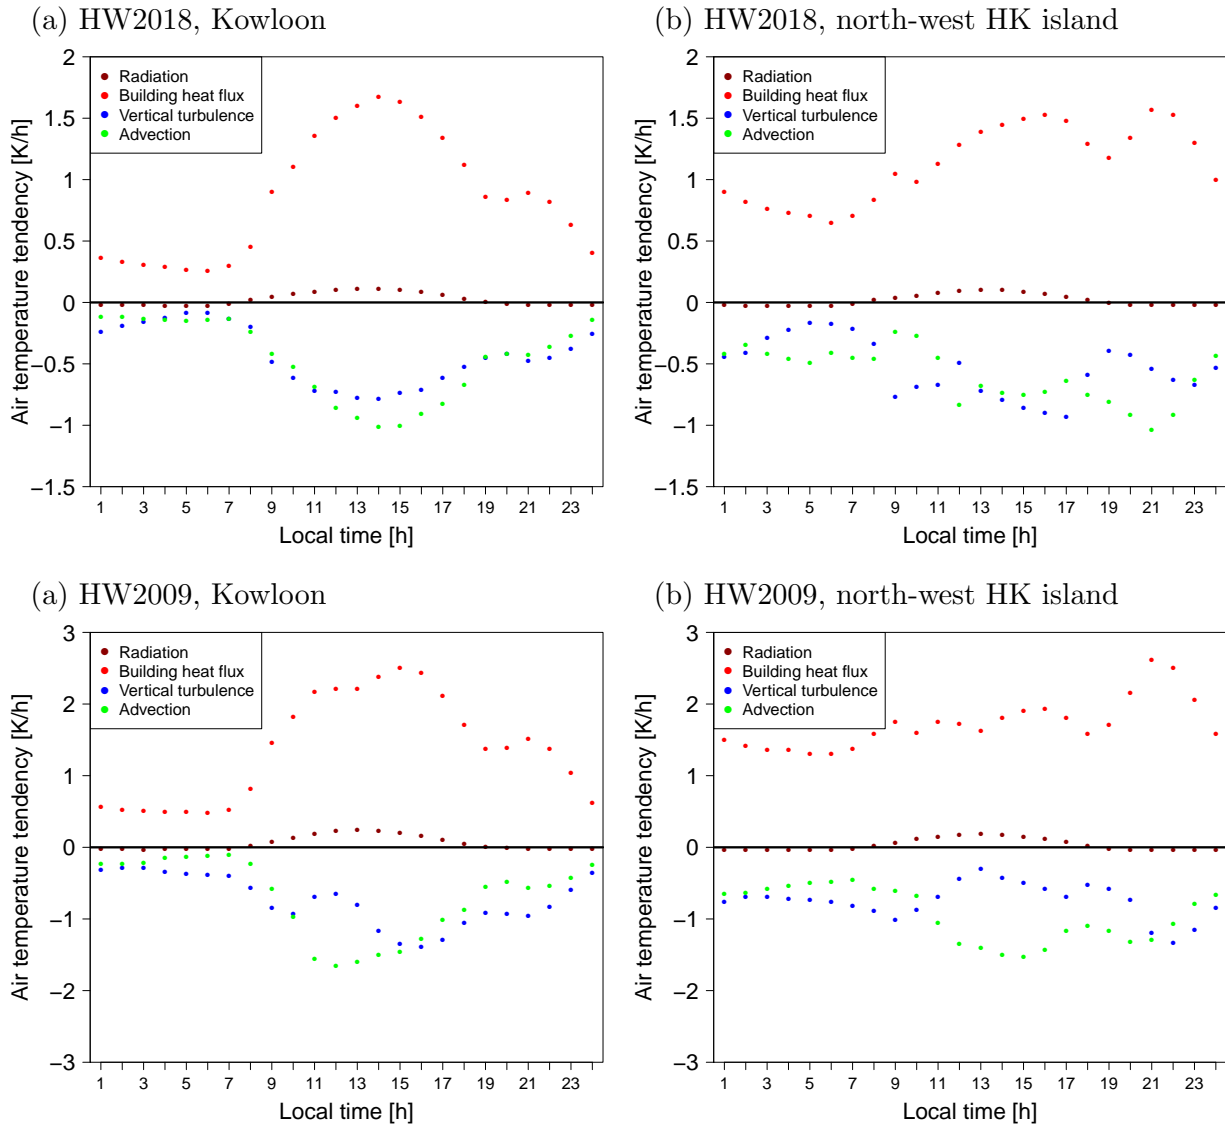 (a) HW2018, Kowloon
Radiation
Building heat flux
Vertical turbulence
Advection
Air temperature tendency [K/h]
2
1.5
1
0.5
0
−0.5
−1
−1.5
1 3 5 7 9 11 13 15 17 19 21 23
Local time [h]
(b) HW2018, north-west HK island
Radiation
Building heat flux
Vertical turbulence
Advection
Air temperature tendency [K/h]
2
1.5
1
0.5
0
−0.5
−1
−1.5
1 3 5 7 9 11 13 15 17 19 21 23
Local time [h]
(a) HW2009, Kowloon
Radiation
Building heat flux
Vertical turbulence
Advection
Air temperature tendency [K/h]
3
2
1
0
−1
−2
−3
1 3 5 7 9 11 13 15 17 19 21 23
Local time [h]
(b) HW2009, north-west HK island
Radiation
Building heat flux
Vertical turbulence
Advection
Air temperature tendency [K/h]
3
2
1
0
−1
−2
−3
1 3 5 7 9 11 13 15 17 19 21 23
Local time [h]